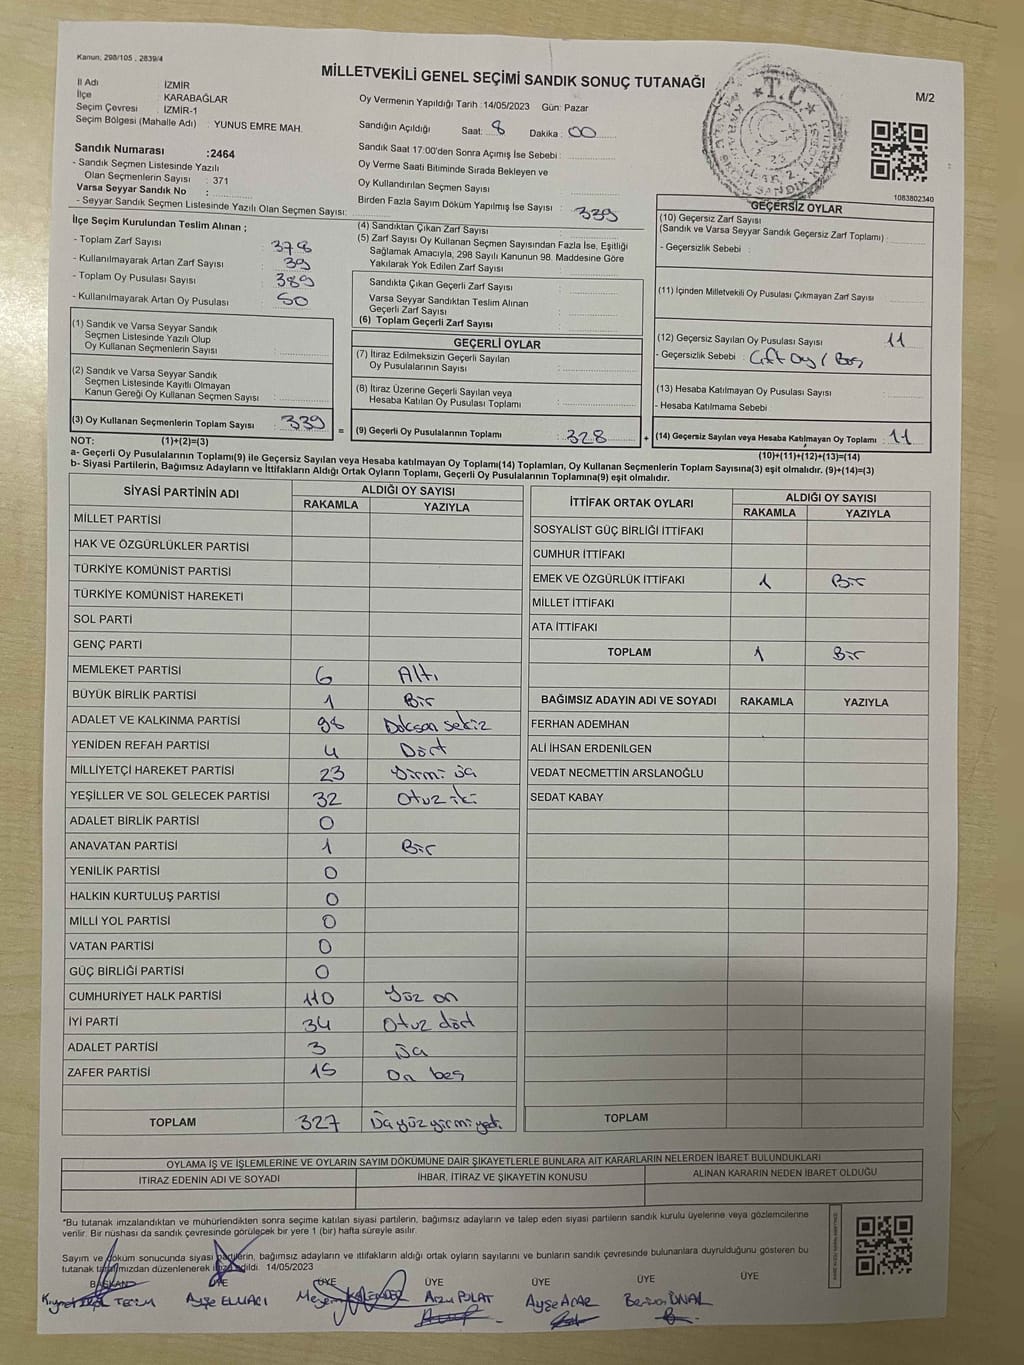 Kanun, 298/105 , 2839/4
MİLLETVEKİLİ GENEL SEÇİMİ SANDIK SONUÇ TUTANAĞI
M/2
İl Adı : İZMİR
İlçe : KARABAĞLAR
Seçim Çevresi : İZMİR-1
Seçim Bölgesi (Mahalle Adı) : YUNUS EMRE MAH.
Sandık Numarası :2464
- Sandık Seçmen Listesinde Yazılı
Olan Seçmenlerin Sayısı : 371
Varsa Seyyar Sandık No :
- Seyyar Sandık Seçmen Listesinde Yazılı Olan Seçmen Sayısı:
İlçe Seçim Kurulundan Teslim Alınan ;
- Toplam Zarf Sayısı : 378
- Kullanılmayarak Artan Zarf Sayısı : 39
- Toplam Oy Pusulası Sayısı : 389
- Kullanılmayarak Artan Oy Pusulası : 50
Oy Vermenin Yapıldığı Tarih :14/05/2023 Gün: Pazar
Sandığın Açıldığı Saat: 8 Dakika : 00
Sandık Saat 17:00'den Sonra Açımış İse Sebebi :
Oy Verme Saati Bitiminde Sırada Bekleyen ve
Oy Kullandırılan Seçmen Sayısı
Birden Fazla Sayım Döküm Yapılmış İse Sayısı :
(4) Sandıktan Çıkan Zarf Sayısı : 339
(5) Zarf Sayısı Oy Kullanan Seçmen Sayısından Fazla İse, Eşitliği
Sağlamak Amacıyla, 298 Sayılı Kanunun 98. Maddesine Göre
Yakılarak Yok Edilen Zarf Sayısı
Sandıkta Çıkan Geçerli Zarf Sayısı
Varsa Seyyar Sandıktan Teslim Alınan
Geçerli Zarf Sayısı
(6) Toplam Geçerli Zarf Sayısı
1083802340
GEÇERSİZ OYLAR
(10) Geçersiz Zarf Sayısı
(Sandık ve Varsa Seyyar Sandık Geçersiz Zarf Toplamı) :
- Geçersizlik Sebebi :
(11) İçinden Milletvekili Oy Pusulası Çıkmayan Zarf Sayısı
(12) Geçersiz Sayılan Oy Pusulası Sayısı : 11
- Geçersizlik Sebebi : Çift Oy / Boş
(13) Hesaba Katılmayan Oy Pusulası Sayısı
- Hesaba Katılmama Sebebi
(14) Geçersiz Sayılan veya Hesaba Katılmayan Oy Toplamı : 11
(10)+(11)+(12)+(13)=(14)
(1) Sandık ve Varsa Seyyar Sandık
Seçmen Listesinde Yazılı Olup
Oy Kullanan Seçmenlerin Sayısı :
(2) Sandık ve Varsa Seyyar Sandık
Seçmen Listesinde Kayıtlı Olmayan
Kanun Gereği Oy Kullanan Seçmen Sayısı :
(3) Oy Kullanan Seçmenlerin Toplam Sayısı : 339
(1)+(2)=(3)
GEÇERLİ OYLAR
(7) İtiraz Edilmeksizin Geçerli Sayılan
Oy Pusulalarının Sayısı
(8) İtiraz Üzerine Geçerli Sayılan veya
Hesaba Katılan Oy Pusulası Toplamı
= (9) Geçerli Oy Pusulalarının Toplamı : 328 +
NOT:
a- Geçerli Oy Pusulalarının Toplamı(9) ile Geçersiz Sayılan veya Hesaba katılmayan Oy Toplamı(14) Toplamları, Oy Kullanan Seçmenlerin Toplam Sayısına(3) eşit olmalıdır. (9)+(14)=(3)
b- Siyasi Partilerin, Bağımsız Adayların ve İttifakların Aldığı Ortak Oyların Toplamı, Geçerli Oy Pusulalarının Toplamına(9) eşit olmalıdır.
SİYASİ PARTİNİN ADI ALDIĞI OY SAYISI
RAKAMLA YAZIYLA
MİLLET PARTİSİ
HAK VE ÖZGÜRLÜKLER PARTİSİ
TÜRKİYE KOMÜNİST PARTİSİ
TÜRKİYE KOMÜNİST HAREKETİ
SOL PARTİ
GENÇ PARTİ
MEMLEKET PARTİSİ 6 Altı
BÜYÜK BİRLİK PARTİSİ 1 Bir
ADALET VE KALKINMA PARTİSİ 98 Doksan sekiz
YENİDEN REFAH PARTİSİ 4 Dört
MİLLİYETÇİ HAREKET PARTİSİ 23 Yirmi üç
YEŞİLLER VE SOL GELECEK PARTİSİ 32 Otuz iki
ADALET BİRLİK PARTİSİ 0
ANAVATAN PARTİSİ 1 Bir
YENİLİK PARTİSİ 0
HALKIN KURTULUŞ PARTİSİ 0
MİLLİ YOL PARTİSİ 0
VATAN PARTİSİ 0
GÜÇ BİRLİĞİ PARTİSİ 0
CUMHURİYET HALK PARTİSİ 110 Yüz on
İYİ PARTİ 34 Otuz dört
ADALET PARTİSİ 3 Üç
ZAFER PARTİSİ 15 On beş
TOPLAM 327 Üçyüzyirmiyedi
İTTİFAK ORTAK OYLARI ALDIĞI OY SAYISI
RAKAMLA YAZIYLA
SOSYALİST GÜÇ BİRLİĞİ İTTİFAKI
CUMHUR İTTİFAKI
EMEK VE ÖZGÜRLÜK İTTİFAKI 1 Bir
MİLLET İTTİFAKI
ATA İTTİFAKI
TOPLAM 1 Bir
BAĞIMSIZ ADAYIN ADI VE SOYADI RAKAMLA YAZIYLA
FERHAN ADEMHAN
ALİ İHSAN ERDENİLGEN
VEDAT NECMETTİN ARSLANOĞLU
SEDAT KABAY
TOPLAM
OYLAMA İŞ VE İŞLEMLERİNE VE OYLARIN SAYIM DÖKÜMÜNE DAİR ŞİKAYETLERLE BUNLARA AİT KARARLARIN NELERDEN İBARET BULUNDUKLARI
İTİRAZ EDENİN ADI VE SOYADI İHBAR, İTİRAZ VE ŞİKAYETİN KONUSU ALINAN KARARIN NEDEN İBARET OLDUĞU
*Bu tutanak imzalandıktan ve mühürlendikten sonra seçime katılan siyasi partilerin, bağımsız adayların ve talep eden siyasi partilerin sandık kurulu üyelerine veya gözlemcilerine
verilir. Bir nüshası da sandık çevresinde görülecek bir yere 1 (bir) hafta süreyle asılır.
Sayım ve döküm sonucunda siyasi partilerin, bağımsız adayların ve ittifakların aldığı ortak oyların sayılarını ve bunların sandık çevresinde bulunanlara duyrulduğunu gösteren bu
tutanak tarafımızdan düzenlenerek imza edildi. 14/05/2023
BAŞKAN ÜYE ÜYE ÜYE ÜYE ÜYE ÜYE
Ayşe ELMACI Arzu PULAT Ayşe ACAR ÜNAL